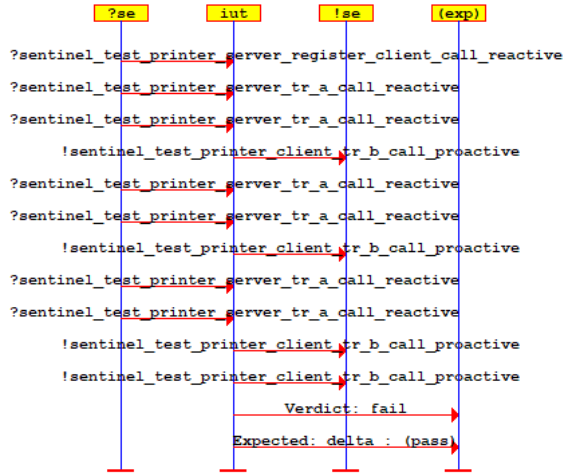 ?se iut !se (exp)
?sentinel_test_printer_server_register_client_call_reactive
?sentinel_test_printer_server_tr_a_call_reactive
?sentinel_test_printer_server_tr_a_call_reactive
!sentinel_test_printer_client_tr_b_call_proactive
?sentinel_test_printer_server_tr_a_call_reactive
?sentinel_test_printer_server_tr_a_call_reactive
!sentinel_test_printer_client_tr_b_call_proactive
?sentinel_test_printer_server_tr_a_call_reactive
?sentinel_test_printer_server_tr_a_call_reactive
!sentinel_test_printer_client_tr_b_call_proactive
!sentinel_test_printer_client_tr_b_call_proactive
Verdict: fail
Expected: delta : (pass)